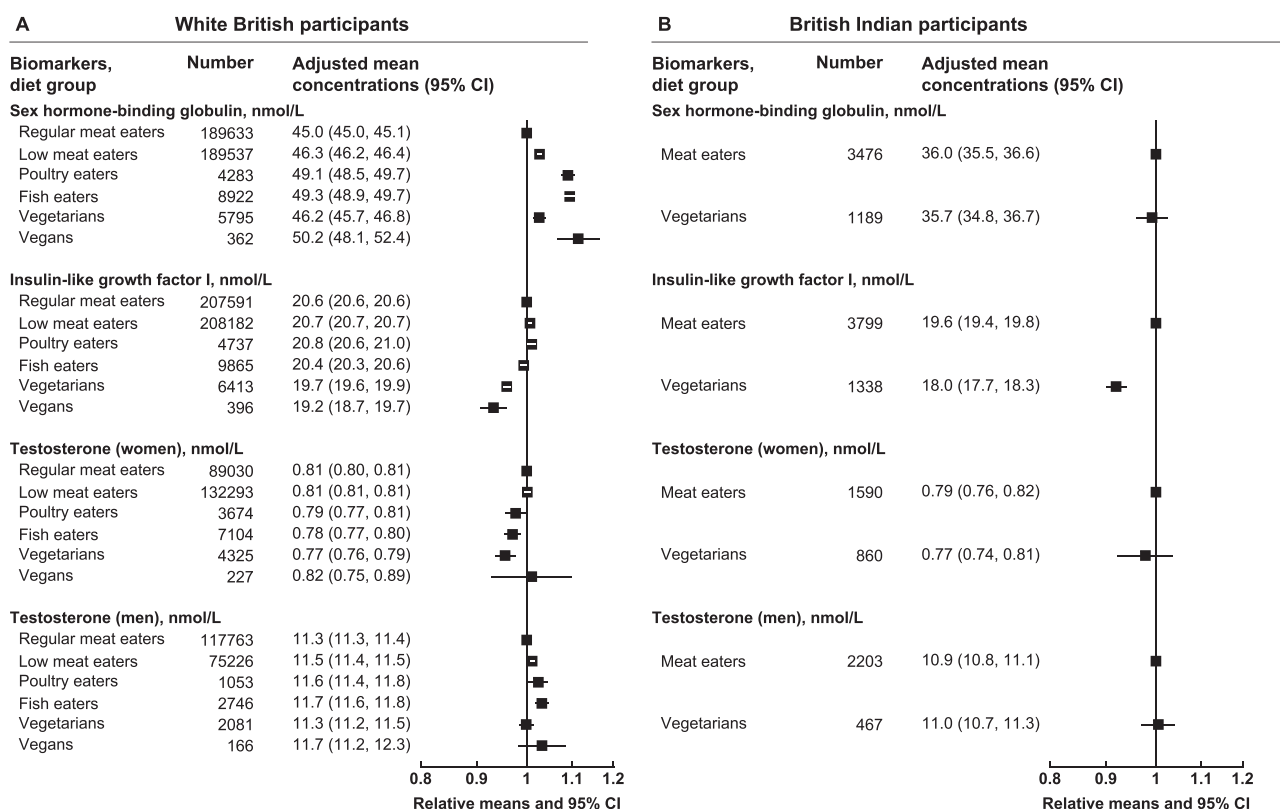 A White British participants
Biomarkers, Number Adjusted mean
diet group concentrations (95% CI)
Sex hormone-binding globulin, nmol/L
Regular meat eaters 189633 45.0 (45.0, 45.1)
Low meat eaters 189537 46.3 (46.2, 46.4)
Poultry eaters 4283 49.1 (48.5, 49.7)
Fish eaters 8922 49.3 (48.9, 49.7)
Vegetarians 5795 46.2 (45.7, 46.8)
Vegans 362 50.2 (48.1, 52.4)
Insulin-like growth factor I, nmol/L
Regular meat eaters 207591 20.6 (20.6, 20.6)
Low meat eaters 208182 20.7 (20.7, 20.7)
Poultry eaters 4737 20.8 (20.6, 21.0)
Fish eaters 9865 20.4 (20.3, 20.6)
Vegetarians 6413 19.7 (19.6, 19.9)
Vegans 396 19.2 (18.7, 19.7)
Testosterone (women), nmol/L
Regular meat eaters 89030 0.81 (0.80, 0.81)
Low meat eaters 132293 0.81 (0.81, 0.81)
Poultry eaters 3674 0.79 (0.77, 0.81)
Fish eaters 7104 0.78 (0.77, 0.80)
Vegetarians 4325 0.77 (0.76, 0.79)
Vegans 227 0.82 (0.75, 0.89)
Testosterone (men), nmol/L
Regular meat eaters 117763 11.3 (11.3, 11.4)
Low meat eaters 75226 11.5 (11.4, 11.5)
Poultry eaters 1053 11.6 (11.4, 11.8)
Fish eaters 2746 11.7 (11.6, 11.8)
Vegetarians 2081 11.3 (11.2, 11.5)
Vegans 166 11.7 (11.2, 12.3)
0.8 0.9 1 1.1 1.2
Relative means and 95% CI
B British Indian participants
Biomarkers, Number Adjusted mean
diet group concentrations (95% CI)
Sex hormone-binding globulin, nmol/L
Meat eaters 3476 36.0 (35.5, 36.6)
Vegetarians 1189 35.7 (34.8, 36.7)
Insulin-like growth factor I, nmol/L
Meat eaters 3799 19.6 (19.4, 19.8)
Vegetarians 1338 18.0 (17.7, 18.3)
Testosterone (women), nmol/L
Meat eaters 1590 0.79 (0.76, 0.82)
Vegetarians 860 0.77 (0.74, 0.81)
Testosterone (men), nmol/L
Meat eaters 2203 10.9 (10.8, 11.1)
Vegetarians 467 11.0 (10.7, 11.3)
0.8 0.9 1 1.1 1.2
Relative means and 95% CI